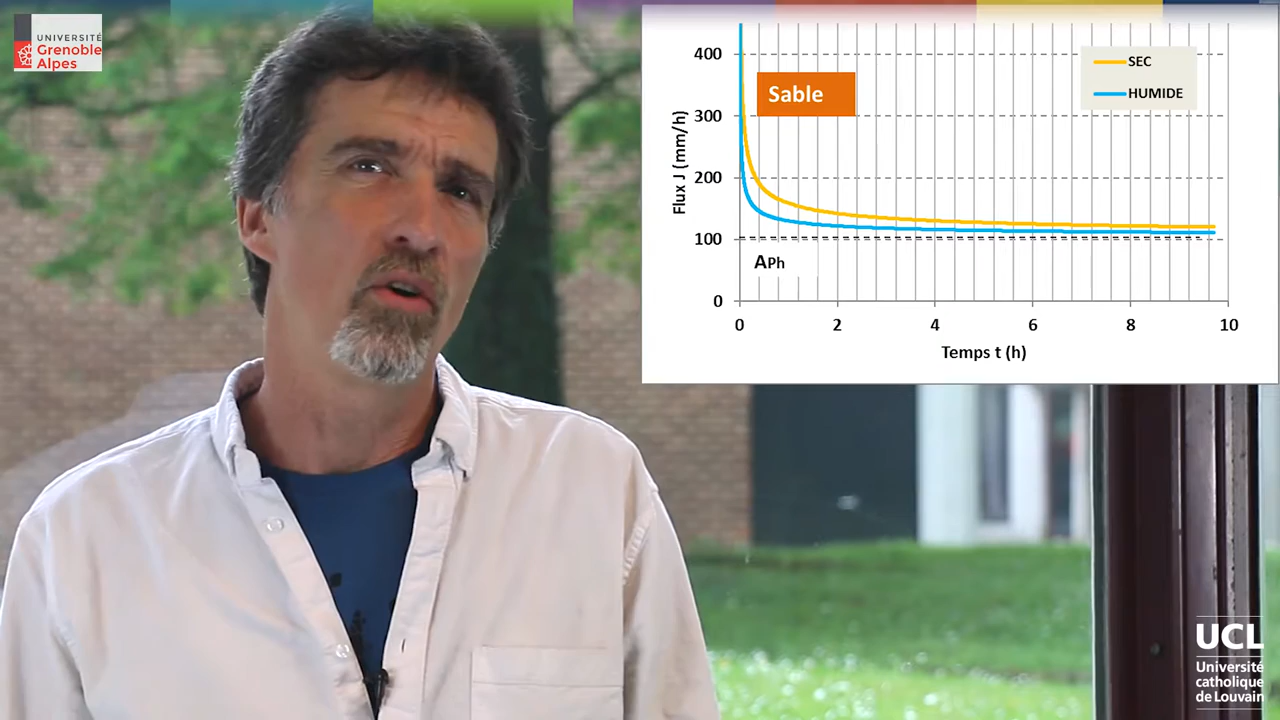 UNIVERSITÉ
Grenoble
Alpes
Sable
SEC
HUMIDE
Flux J (mm/h)
400
300
200
100
0
APh
0 2 4 6 8 10
Temps t (h)
UCL
Université
catholique
de Louvain